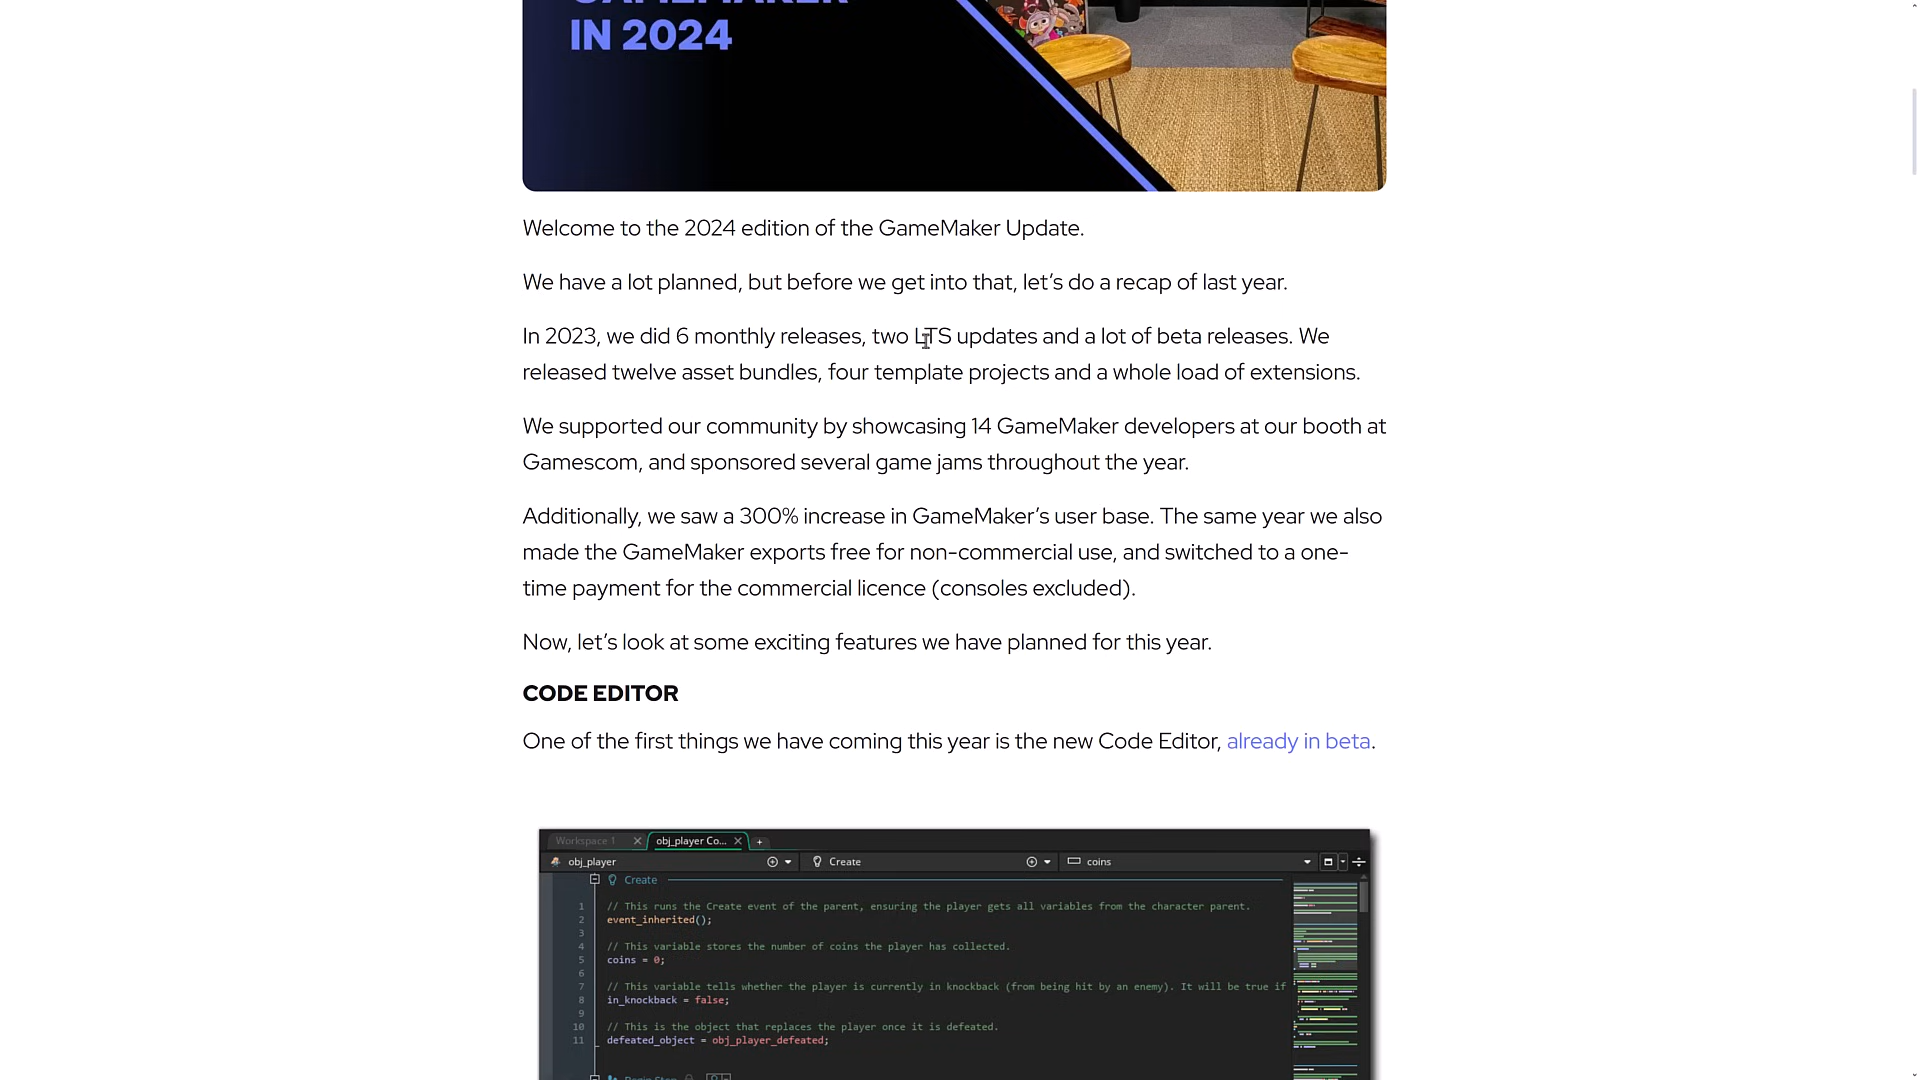 GAMEMAKER
IN 2024
Welcome to the 2024 edition of the GameMaker Update.
We have a lot planned, but before we get into that, let’s do a recap of last year.
In 2023, we did 6 monthly releases, two LTS updates and a lot of beta releases. We
released twelve asset bundles, four template projects and a whole load of extensions.
We supported our community by showcasing 14 GameMaker developers at our booth at
Gamescom, and sponsored several game jams throughout the year.
Additionally, we saw a 300% increase in GameMaker’s user base. The same year we also
made the GameMaker exports free for non-commercial use, and switched to a one-
time payment for the commercial licence (consoles excluded).
Now, let’s look at some exciting features we have planned for this year.
CODE EDITOR
One of the first things we have coming this year is the new Code Editor, already in beta.
Workspace 1 obj_player Co...
obj_player Create coins
Create
1 // This runs the Create event of the parent, ensuring the player gets all variables from the character parent.
2 event_inherited();
3
4 // This variable stores the number of coins the player has collected.
5 coins = 0;
6
7 // This variable tells whether the player is currently in knockback (from being hit by an enemy). It will be true if
8 in_knockback = false;
9
10 // This is the object that replaces the player once it is defeated.
11 defeated_object = obj_player_defeated;
Begin Step